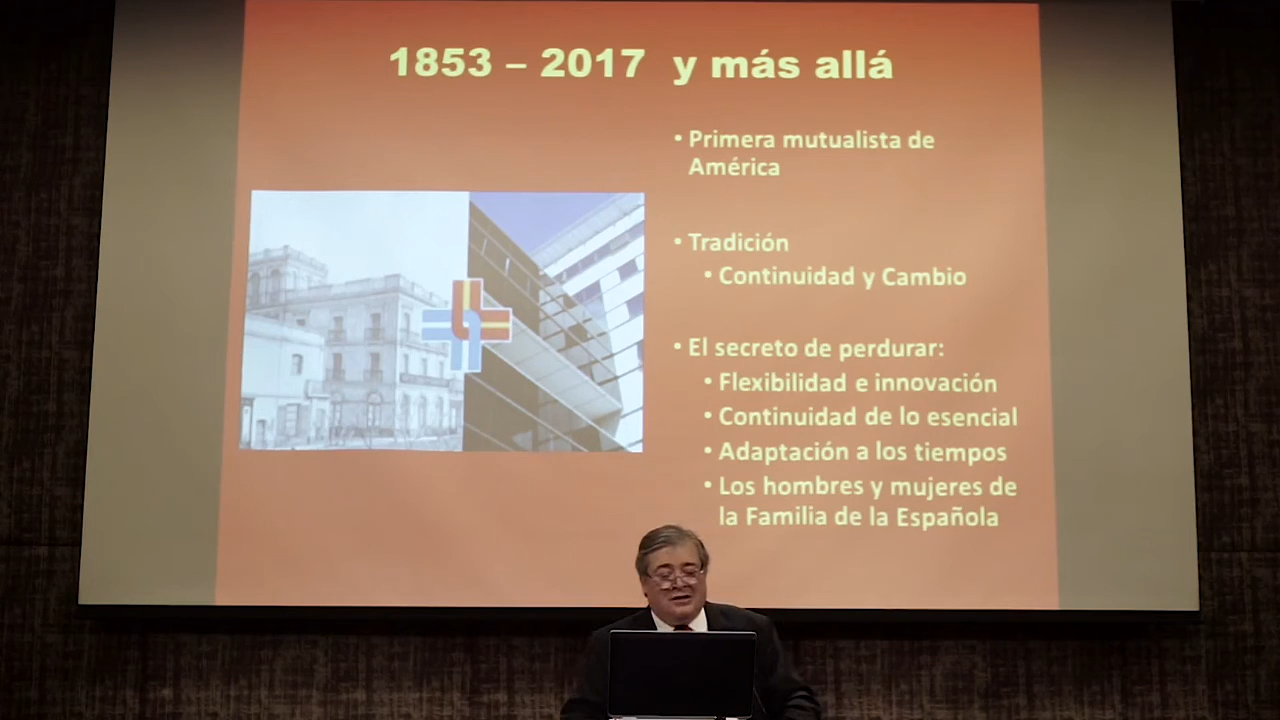 1853 – 2017 y más allá
• Primera mutualista de
América
• Tradición
• Continuidad y Cambio
• El secreto de perdurar:
• Flexibilidad e innovación
• Continuidad de lo esencial
• Adaptación a los tiempos
• Los hombres y mujeres de
la Familia de la Española